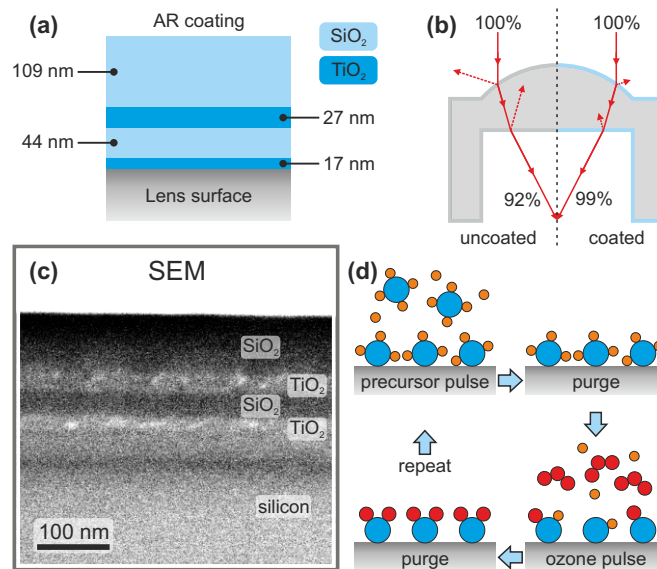 (a)
AR coating
SiO₂
TiO₂
109 nm
27 nm
44 nm
17 nm
Lens surface
(b)
100%
100%
92%
99%
uncoated
coated
(c)
SEM
SiO₂
TiO₂
SiO₂
TiO₂
silicon
100 nm
(d)
precursor pulse
purge
repeat
purge
ozone pulse